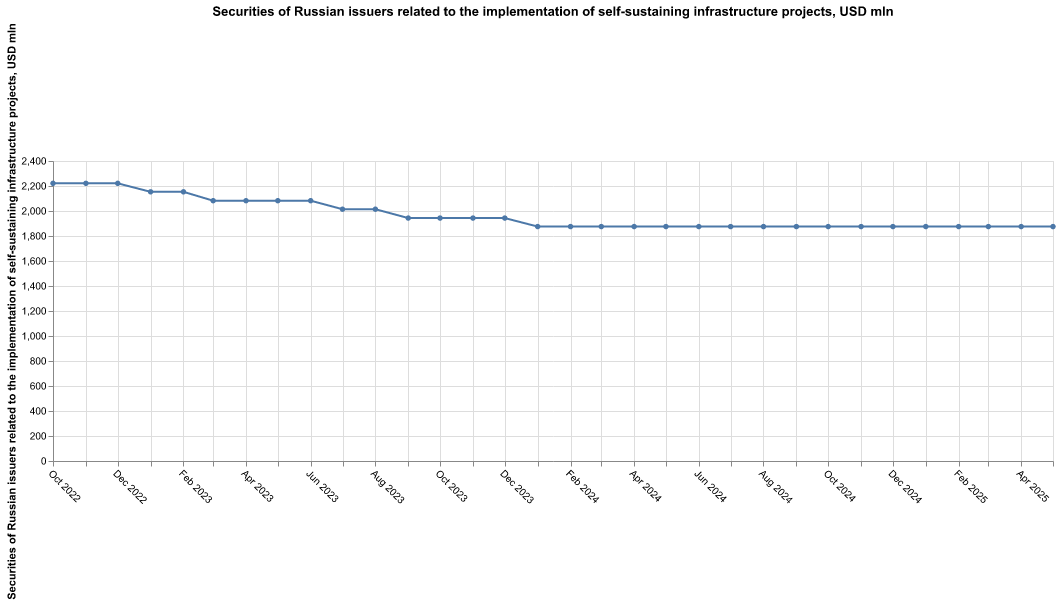 Securities of Russian issuers related to the implementation of self-sustaining infrastructure projects, USD mln
Securities of Russian issuers related to the implementation of self-sustaining infrastructure projects, USD mln
2,400
2,200
2,000
1,800
1,600
1,400
1,200
1,000
800
600
400
200
0
Oct 2022
Dec 2022
Feb 2023
Apr 2023
Jun 2023
Aug 2023
Oct 2023
Dec 2023
Feb 2024
Apr 2024
Jun 2024
Aug 2024
Oct 2024
Dec 2024
Feb 2025
Apr 2025